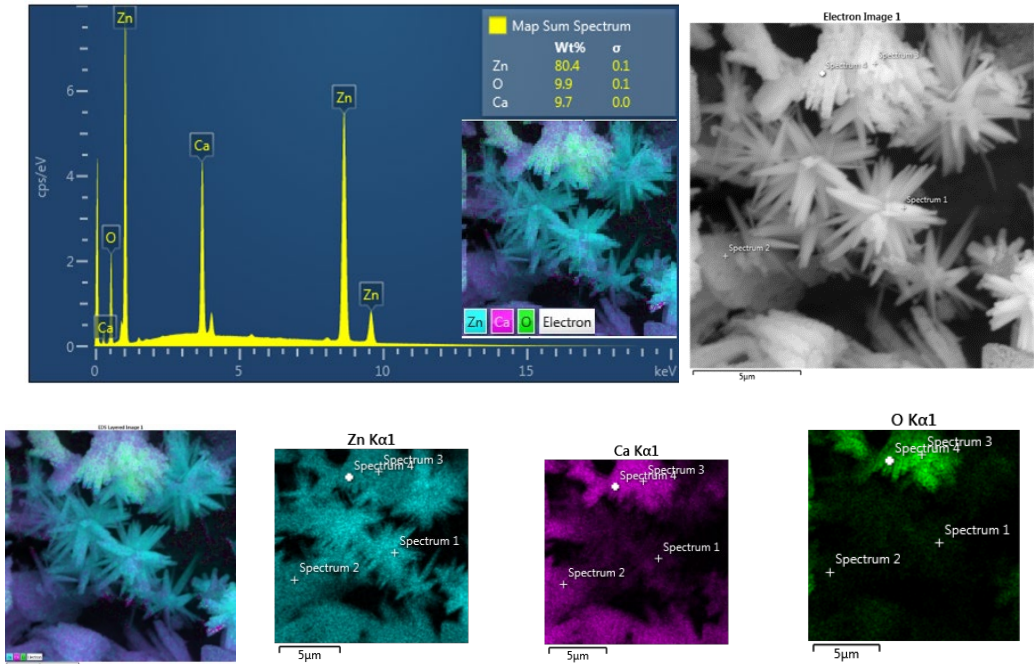 Map Sum Spectrum
Wt% σ
Zn 80.4 0.1
O 9.9 0.1
Ca 9.7 0.0
Zn
Zn
Ca
O
Zn
Ca
6
4
2
0
cps/eV
0 5 10 15 keV
Zn Ca O Electron
Electron Image 1
Spectrum 3
Spectrum 4
Spectrum 1
Spectrum 2
5µm
EDS Layered Image 1
Zn Kα1
Spectrum 3
Spectrum 4
Spectrum 1
Spectrum 2
5µm
Ca Kα1
Spectrum 3
Spectrum 4
Spectrum 1
Spectrum 2
5µm
O Kα1
Spectrum 3
Spectrum 4
Spectrum 1
Spectrum 2
5µm